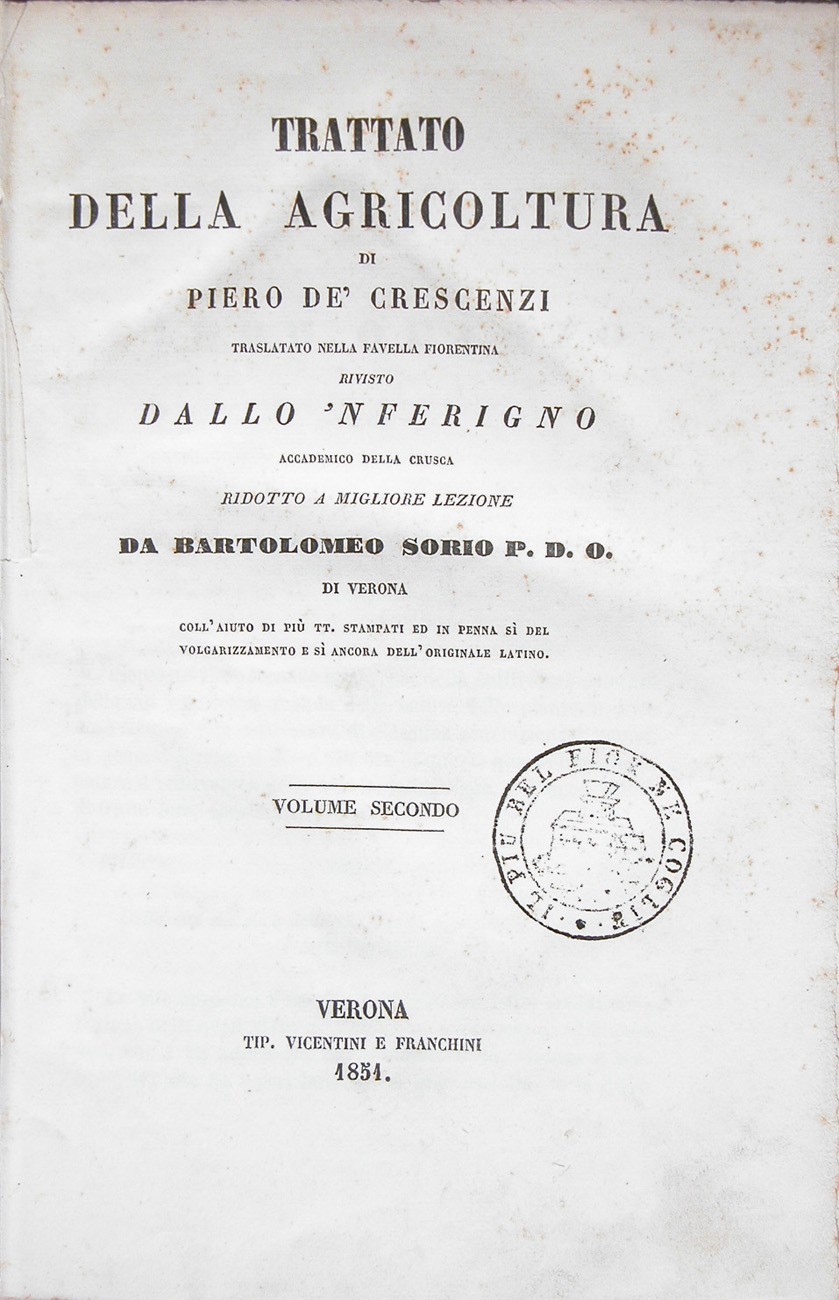 TRATTATO
DELLA AGRICOLTURA
DI
PIERO DE' CRESCENZI
TRASLATATO NELLA FAVELLA FIORENTINA
RIVISTO
DALLO 'NFERIGNO
ACCADEMICO DELLA CRUSCA
RIDOTTO A MIGLIORE LEZIONE
DA BARTOLOMEO SORIO P. D. O.
DI VERONA
COLL'AIUTO DI PIÙ TT. STAMPATI ED IN PENNA SÌ DEL
VOLGARIZZAMENTO E SÌ ANCORA DELL'ORIGINALE LATINO.
VOLUME SECONDO
IL PIÙ BEL FIOR NE COGLIE
VERONA
TIP. VICENTINI E FRANCHINI
1851.